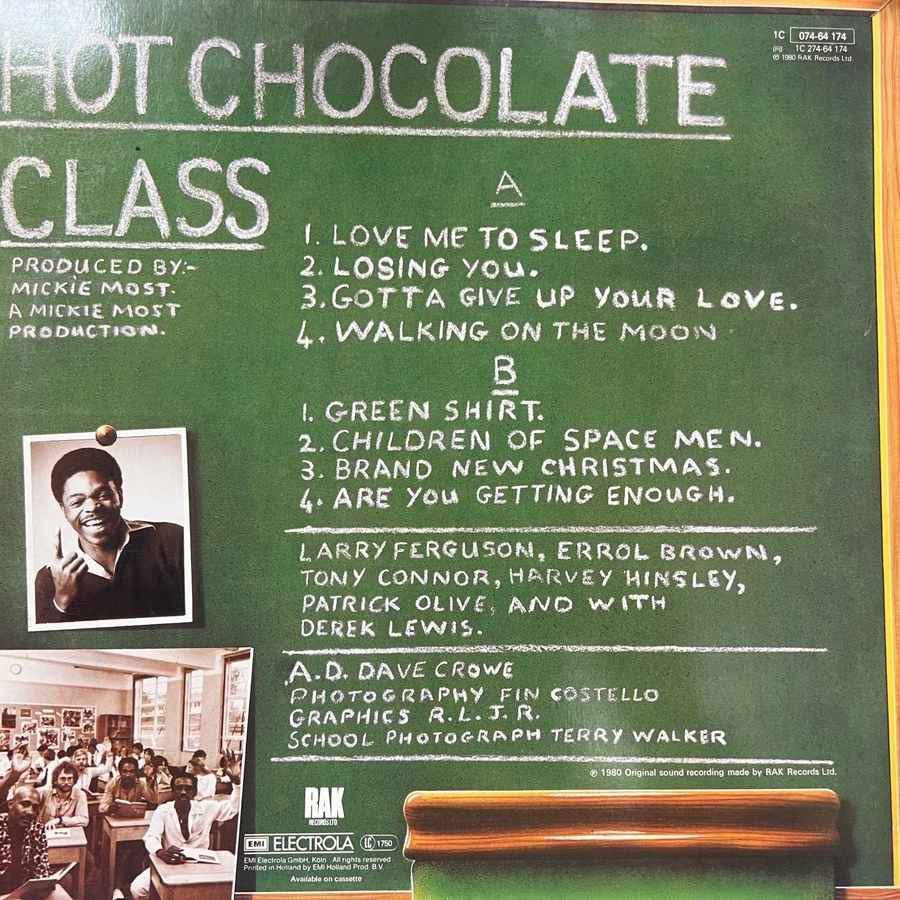 HOT CHOCOLATE
CLASS
1C 074-64 174
(H) 1C 274-64 174
℗ 1980 RAK Records Ltd.
PRODUCED BY:-
MICKIE MOST.
A MICKIE MOST
PRODUCTION.
A
1. LOVE ME TO SLEEP.
2. LOSING YOU.
3. GOTTA GIVE UP YOUR LOVE.
4. WALKING ON THE MOON
B
1. GREEN SHIRT.
2. CHILDREN OF SPACE MEN.
3. BRAND NEW CHRISTMAS.
4. ARE YOU GETTING ENOUGH.
LARRY FERGUSON, ERROL BROWN,
TONY CONNOR, HARVEY HINSLEY,
PATRICK OLIVE, AND WITH
DEREK LEWIS.
A.D. DAVE CROWE
PHOTOGRAPHY FIN COSTELLO
GRAPHICS R.L.J.R.
SCHOOL PHOTOGRAPH TERRY WALKER
℗ 1980 Original sound recording made by RAK Records Ltd.
RAK
RECORDS LTD.
EMI ELECTROLA LC 1750
EMI Electrola GmbH, Köln All rights reserved
Printed in Holland by EMI Holland Prod. B.V.
Available on cassette